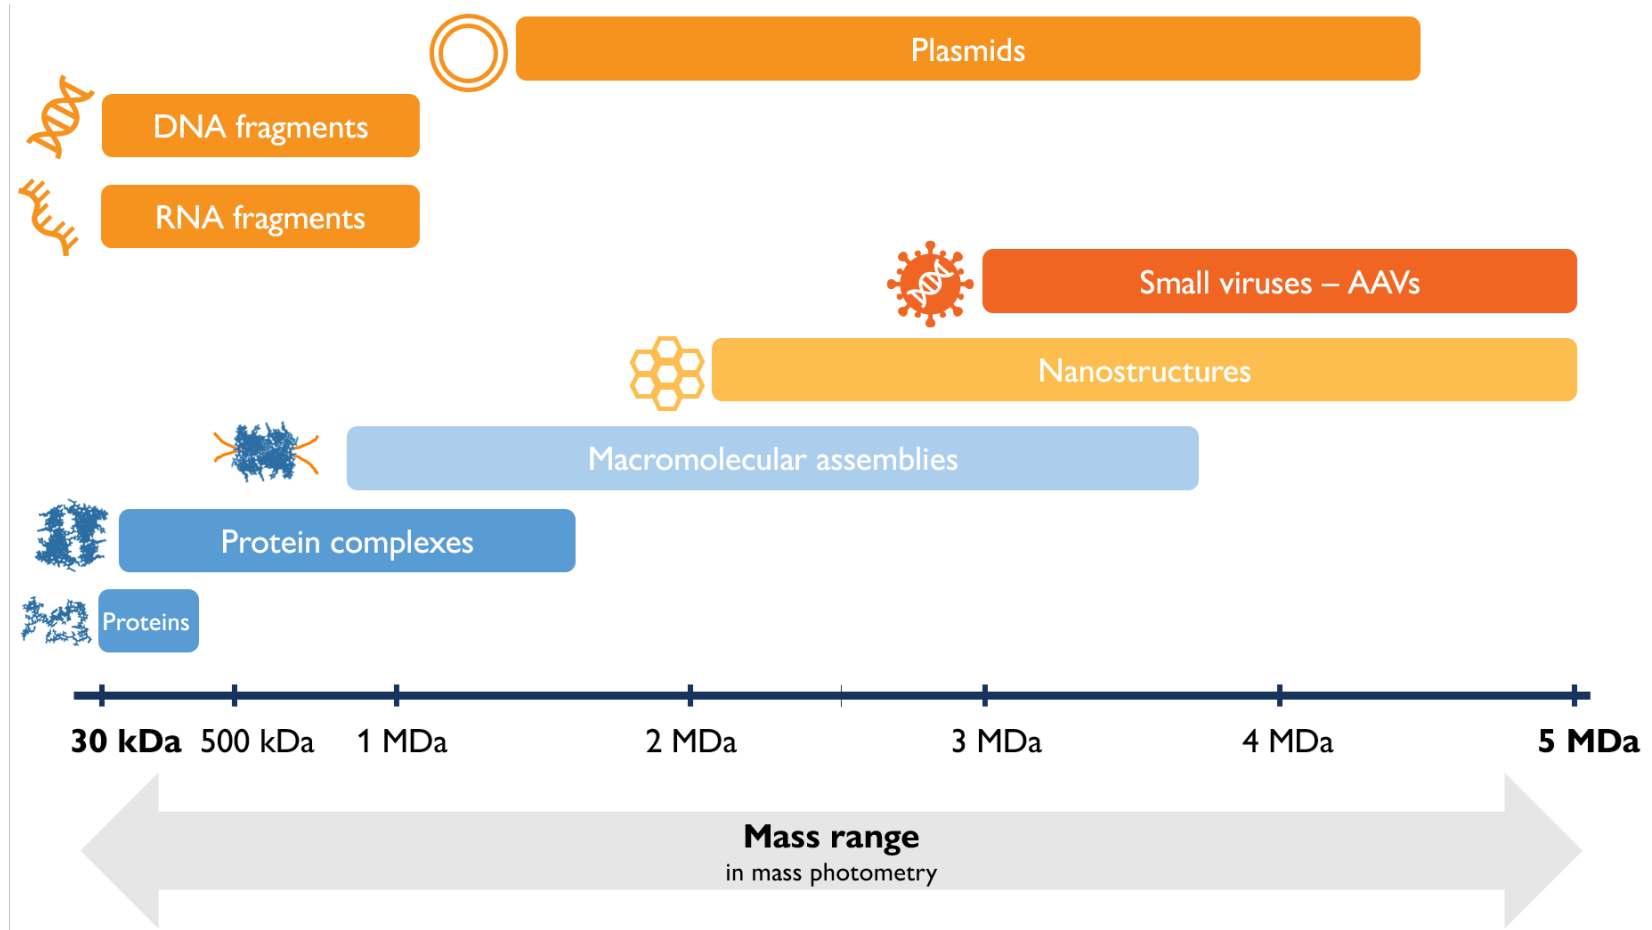 Plasmids
DNA fragments
RNA fragments
Small viruses – AAVs
Nanostructures
Macromolecular assemblies
Protein complexes
Proteins
30 kDa 500 kDa 1 MDa 2 MDa 3 MDa 4 MDa 5 MDa
Mass range
in mass photometry